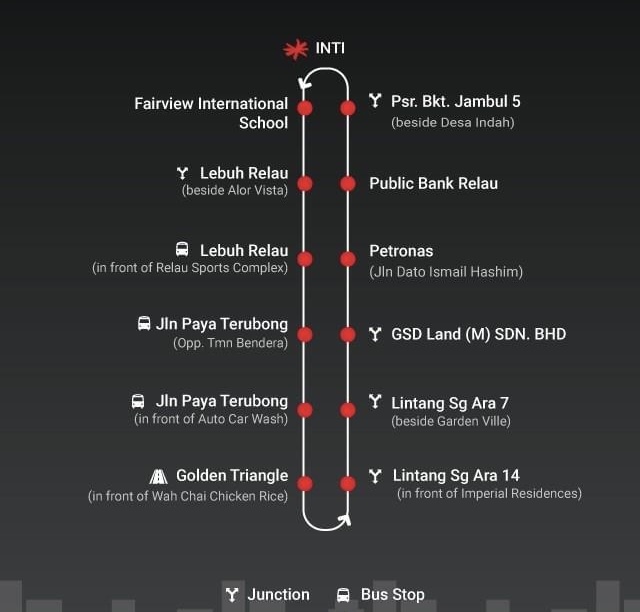 INTI
Fairview International
School
Lebuh Relau
(beside Alor Vista)
Lebuh Relau
(in front of Relau Sports Complex)
Jln Paya Terubong
(Opp. Tmn Bendera)
Jln Paya Terubong
(in front of Auto Car Wash)
Golden Triangle
(in front of Wah Chai Chicken Rice)
Psr. Bkt. Jambul 5
(beside Desa Indah)
Public Bank Relau
Petronas
(Jln Dato Ismail Hashim)
GSD Land (M) SDN. BHD
Lintang Sg Ara 7
(beside Garden Ville)
Lintang Sg Ara 14
(in front of Imperial Residences)
Junction
Bus Stop